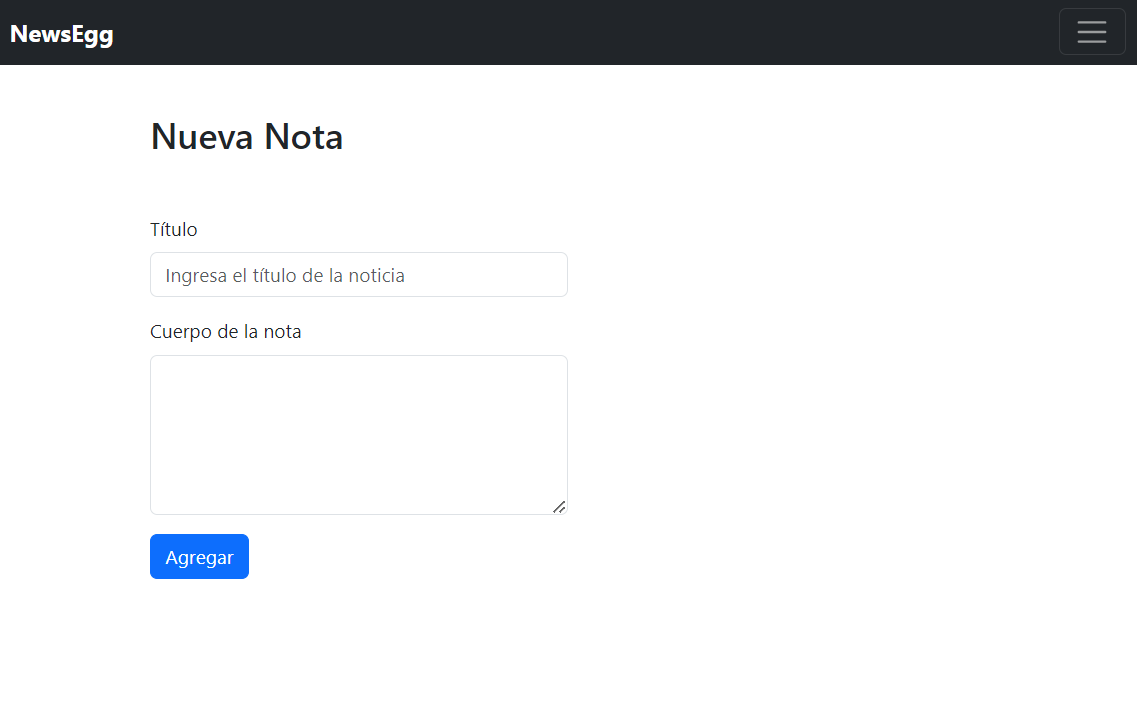 NewsEgg
Nueva Nota
Título
Ingresa el título de la noticia
Cuerpo de la nota
Agregar